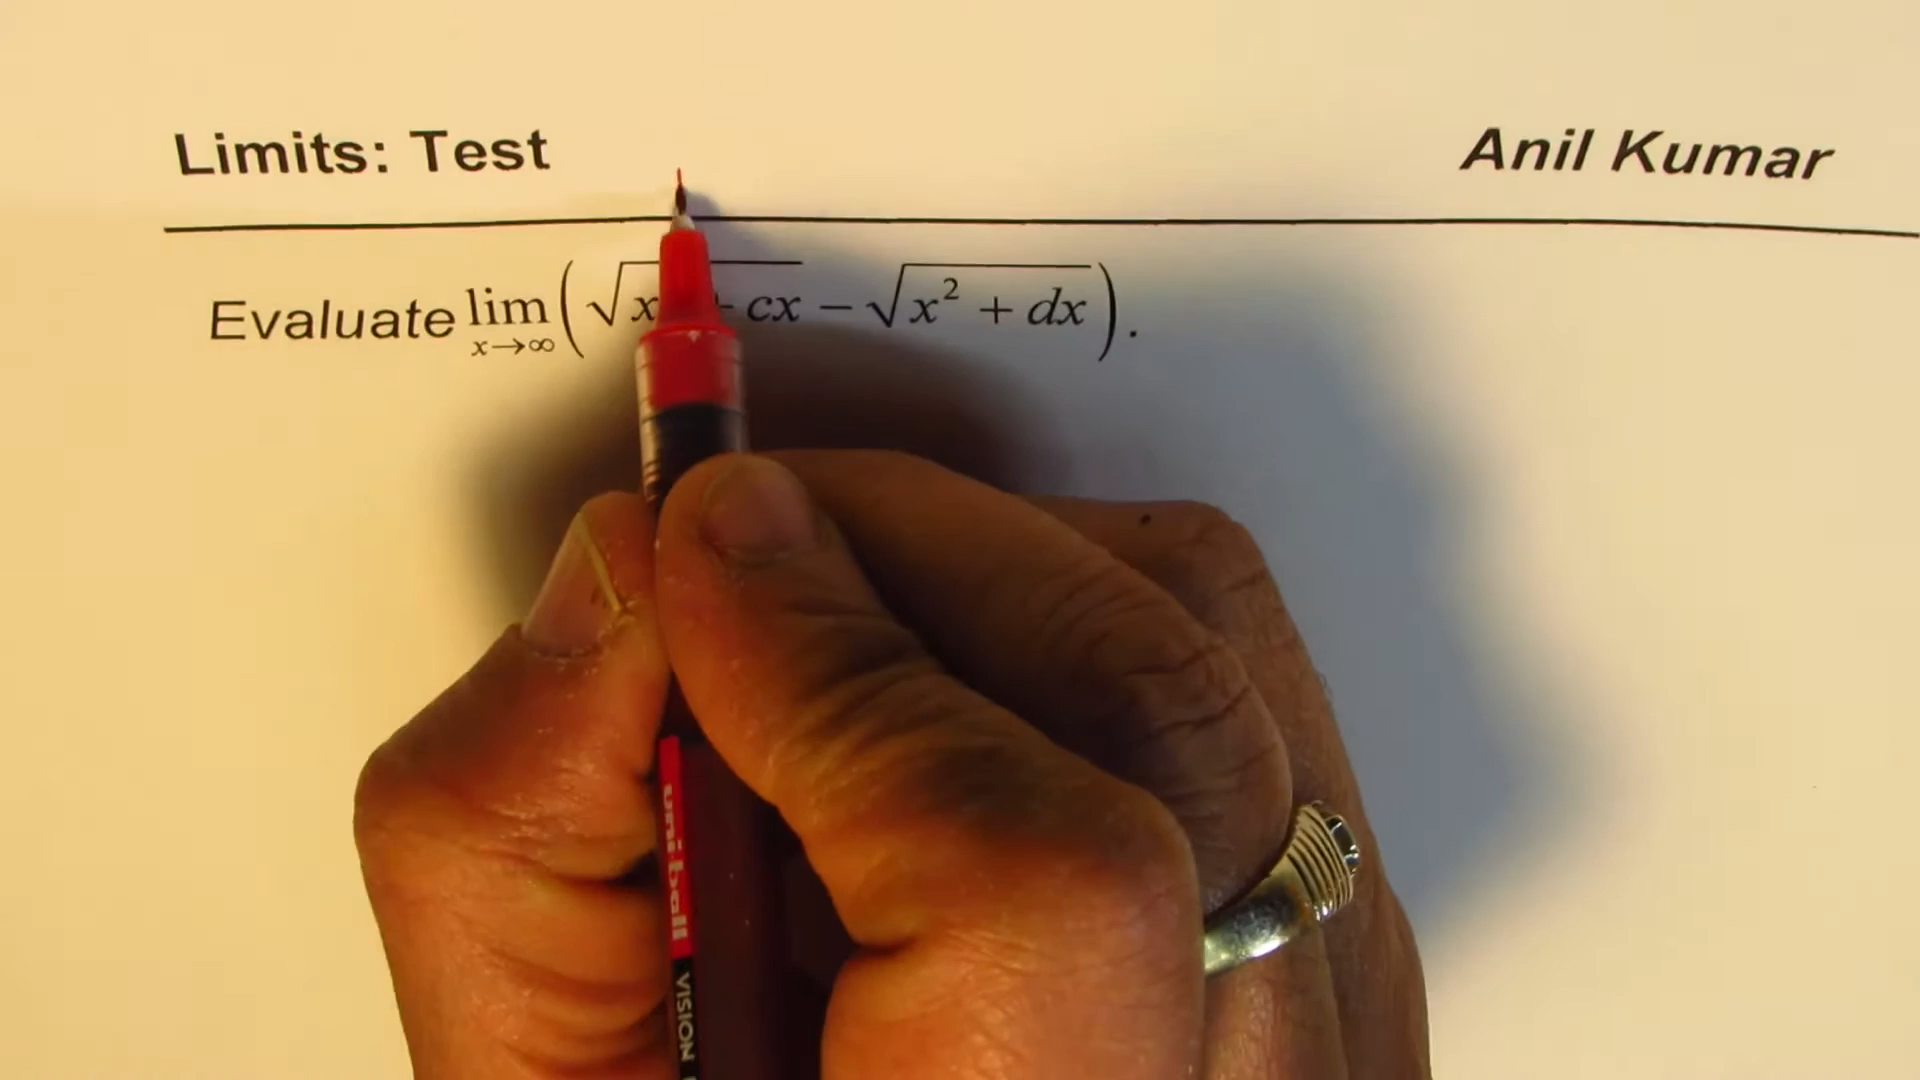 Limits: Test
Anil Kumar
Evaluate lim x→∞ (√x + cx − √x² + dx).
uniball
VISION